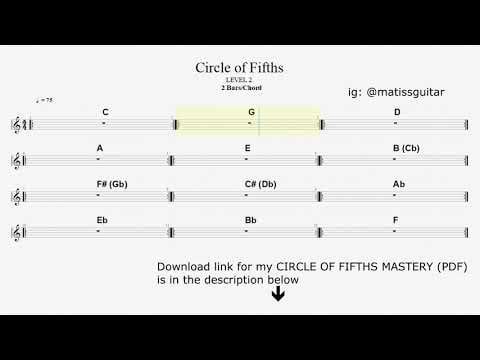 Circle of Fifths
LEVEL 2
2 Bars/Chord
ig: @matissguitar
♩ = 75
C G D
A E B (Cb)
F# (Gb) C# (Db) Ab
Eb Bb F
Download link for my CIRCLE OF FIFTHS MASTERY (PDF)
is in the description below